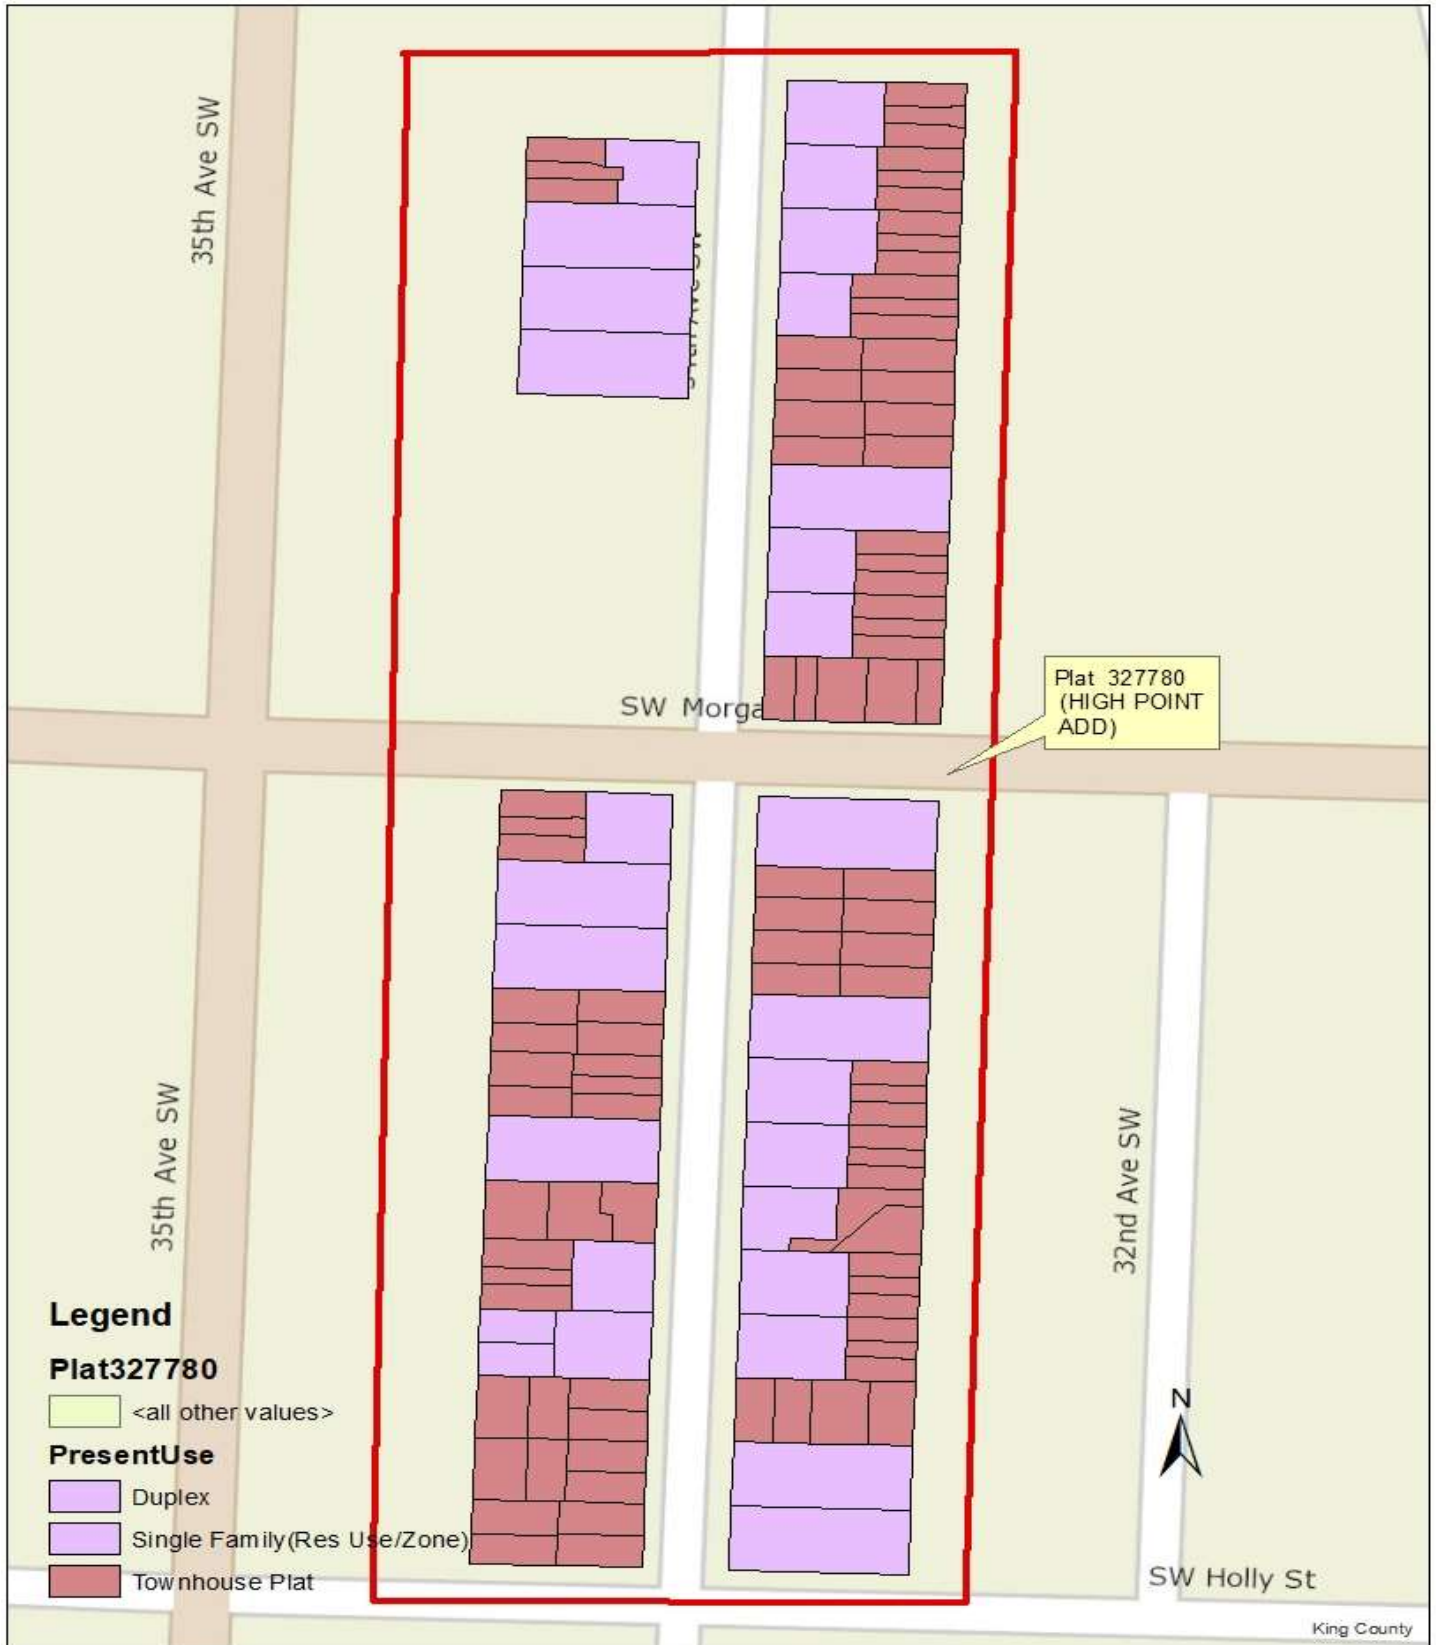 35th Ave SW
SW Morga
Plat 327780
(HIGH POINT
ADD)
35th Ave SW
32nd Ave SW
Legend
Plat327780
<all other values>
PresentUse
Duplex
Single Family(Res Use/Zone)
Townhouse Plat
N
SW Holly St
King County